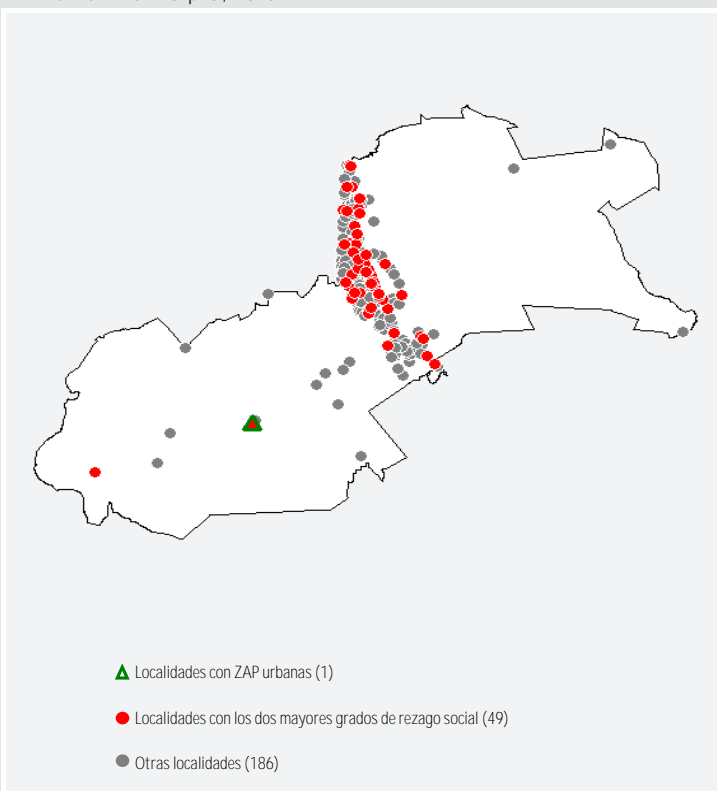 Localidades con ZAP urbanas (1)
Localidades con los dos mayores grados de rezago social (49)
Otras localidades (186)